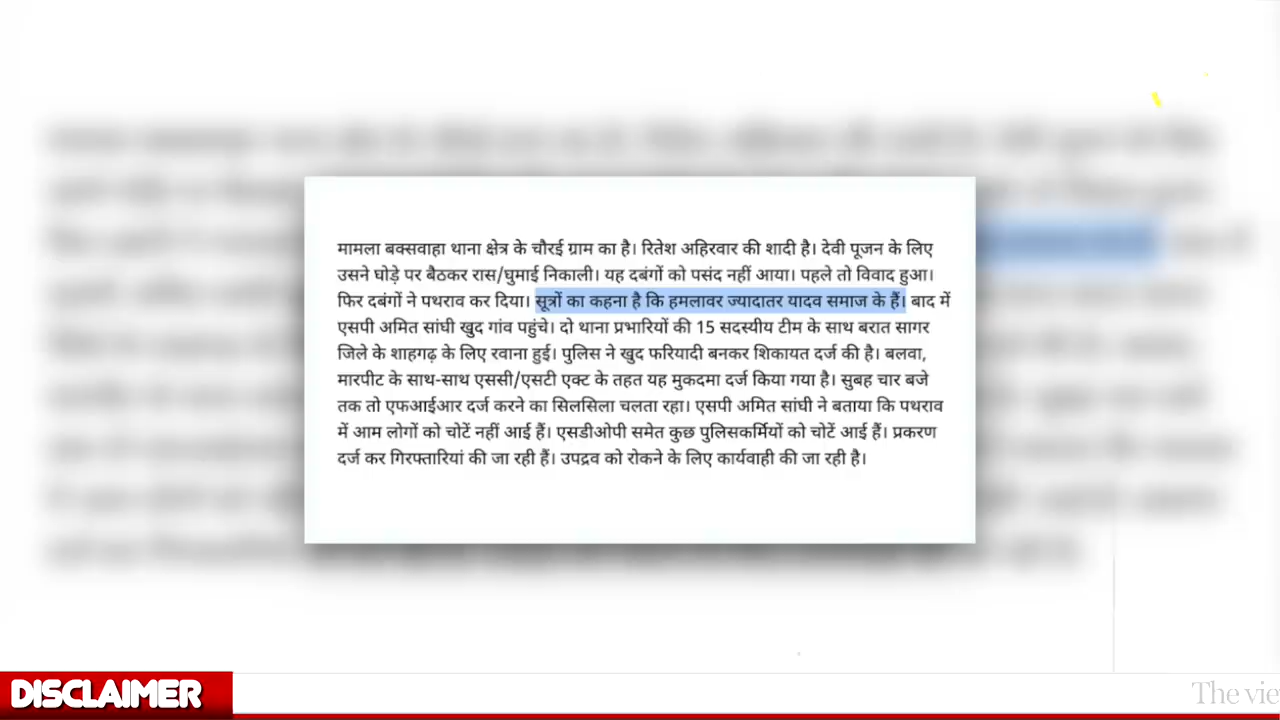 मामला बक्सवाहा थाना क्षेत्र के चौरई ग्राम का है। रितेश अहिरवार की शादी है। देवी पूजन के लिए
उसने घोड़े पर बैठकर रास/घुमाई निकाली। यह दबंगों को पसंद नहीं आया। पहले तो विवाद हुआ।
फिर दबंगों ने पथराव कर दिया। सूत्रों का कहना है कि हमलावर ज्यादातर यादव समाज के हैं। बाद में
एसपी अमित सांघी खुद गांव पहुंचे। दो थाना प्रभारियों की 15 सदस्यीय टीम के साथ बरात सागर
जिले के शाहगढ़ के लिए रवाना हुई। पुलिस ने खुद फरियादी बनकर शिकायत दर्ज की है। बलवा,
मारपीट के साथ-साथ एससी/एसटी एक्ट के तहत यह मुकदमा दर्ज किया गया है। सुबह चार बजे
तक तो एफआईआर दर्ज करने का सिलसिला चलता रहा। एसपी अमित सांघी ने बताया कि पथराव
में आम लोगों को चोटें नहीं आई हैं। एसडीओपी समेत कुछ पुलिसकर्मियों को चोटें आई हैं। प्रकरण
दर्ज कर गिरफ्तारियां की जा रही हैं। उपद्रव को रोकने के लिए कार्यवाही की जा रही है।
DISCLAIMER
The vie